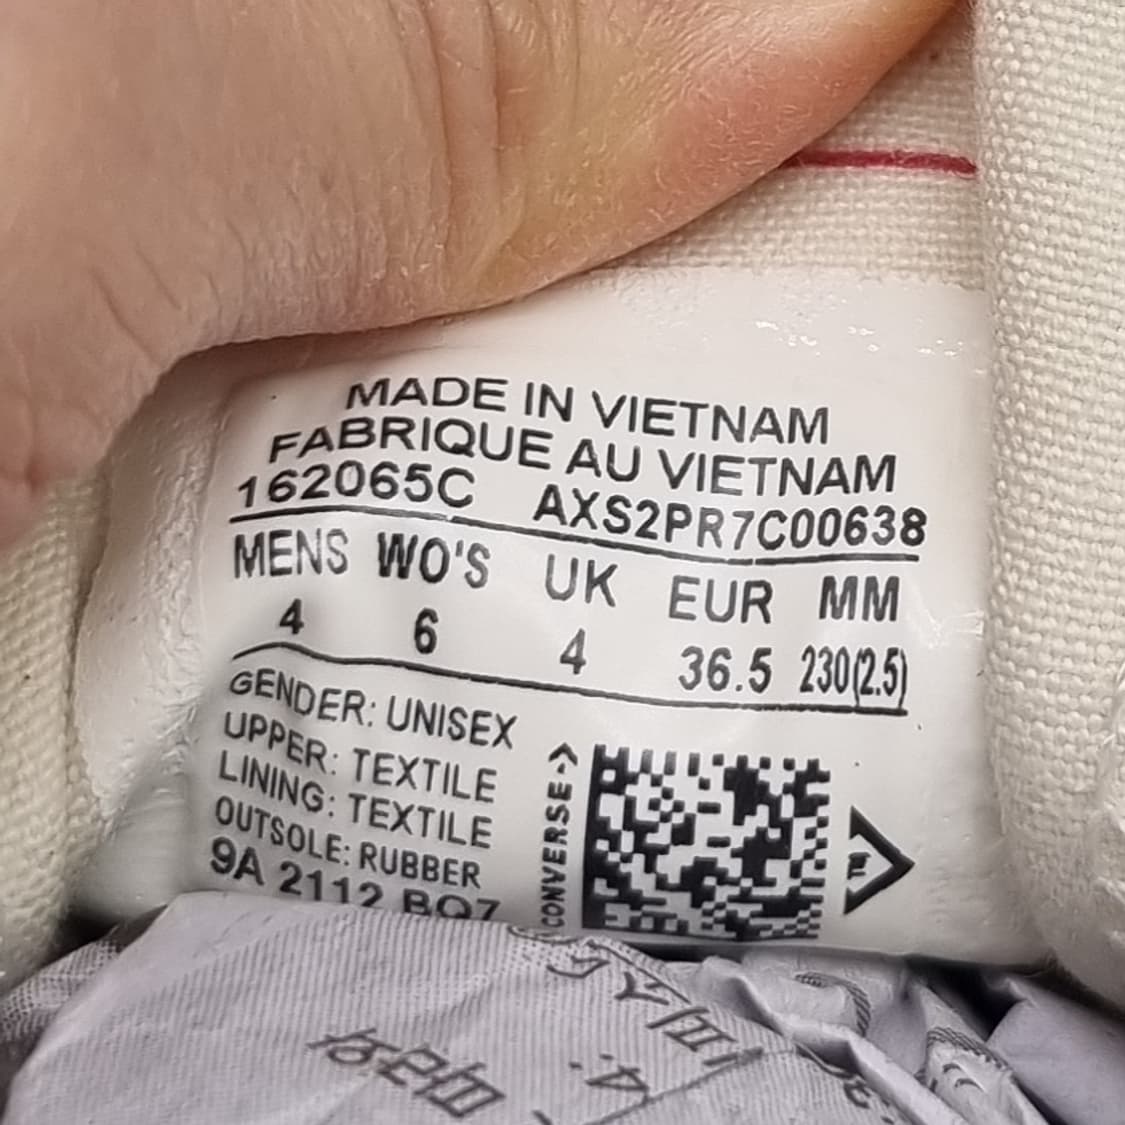 MADE IN VIETNAM
FABRIQUE AU VIETNAM
162065C AXS2PR7C00638
MENS WO'S UK EUR MM
4 6 4 36.5 230(2.5)
GENDER: UNISEX
UPPER: TEXTILE
LINING: TEXTILE
OUTSOLE: RUBBER
9A 2112 BQ7
CONVERSE->